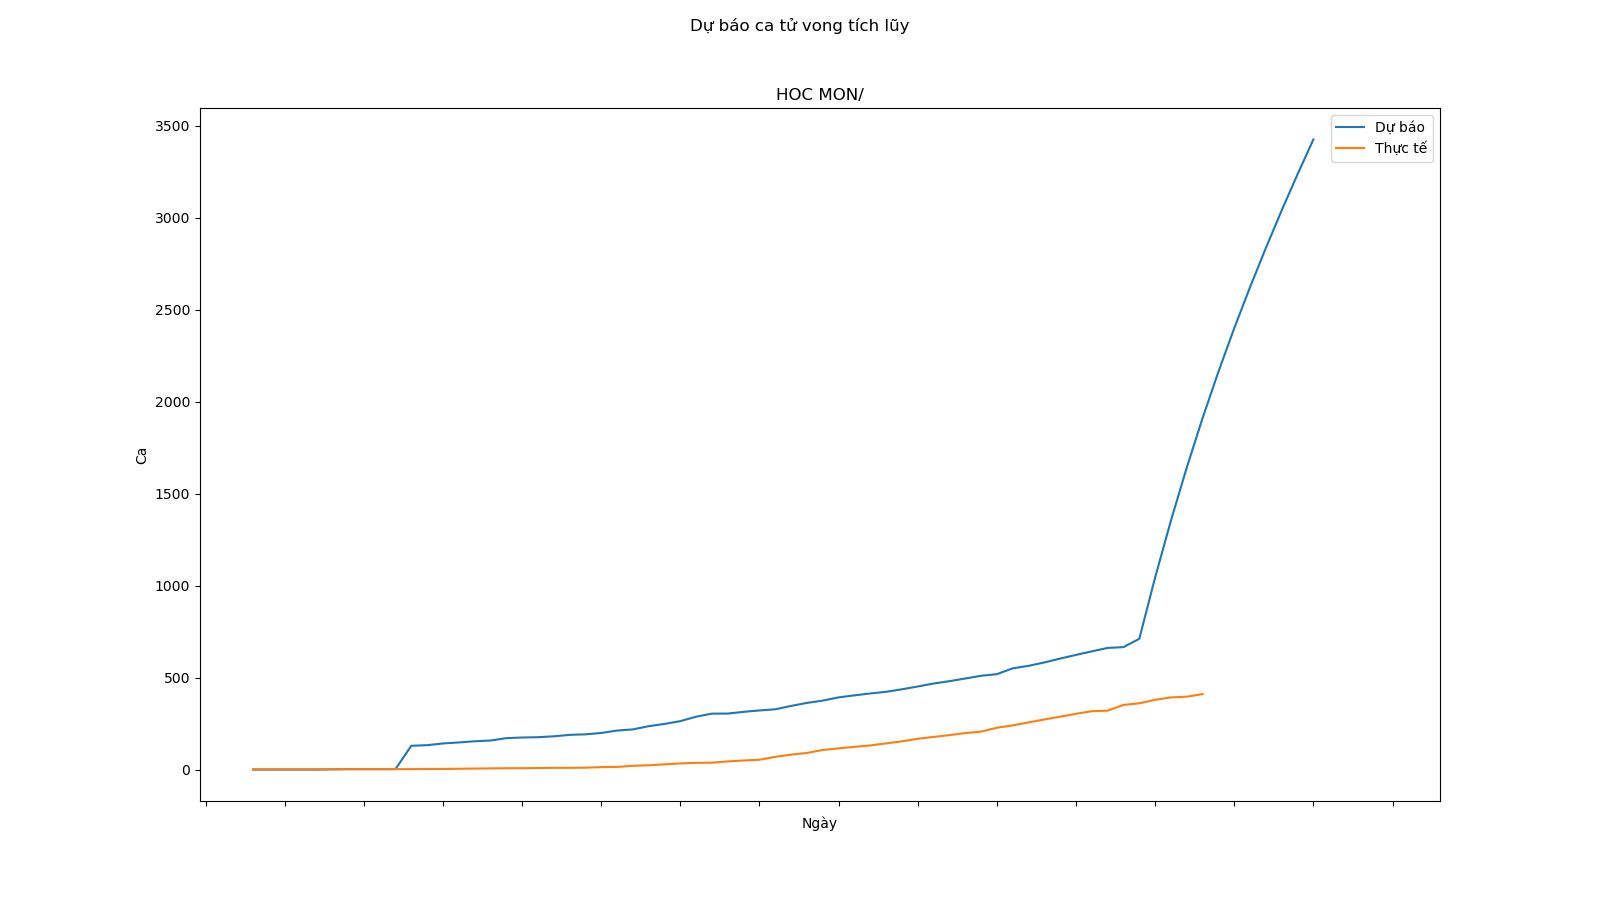 Dự báo ca tử vong tích lũy
HOC MON/
3500
3000
2500
2000
1500
1000
500
0
Ca
Dự báo
Thực tế
Ngày